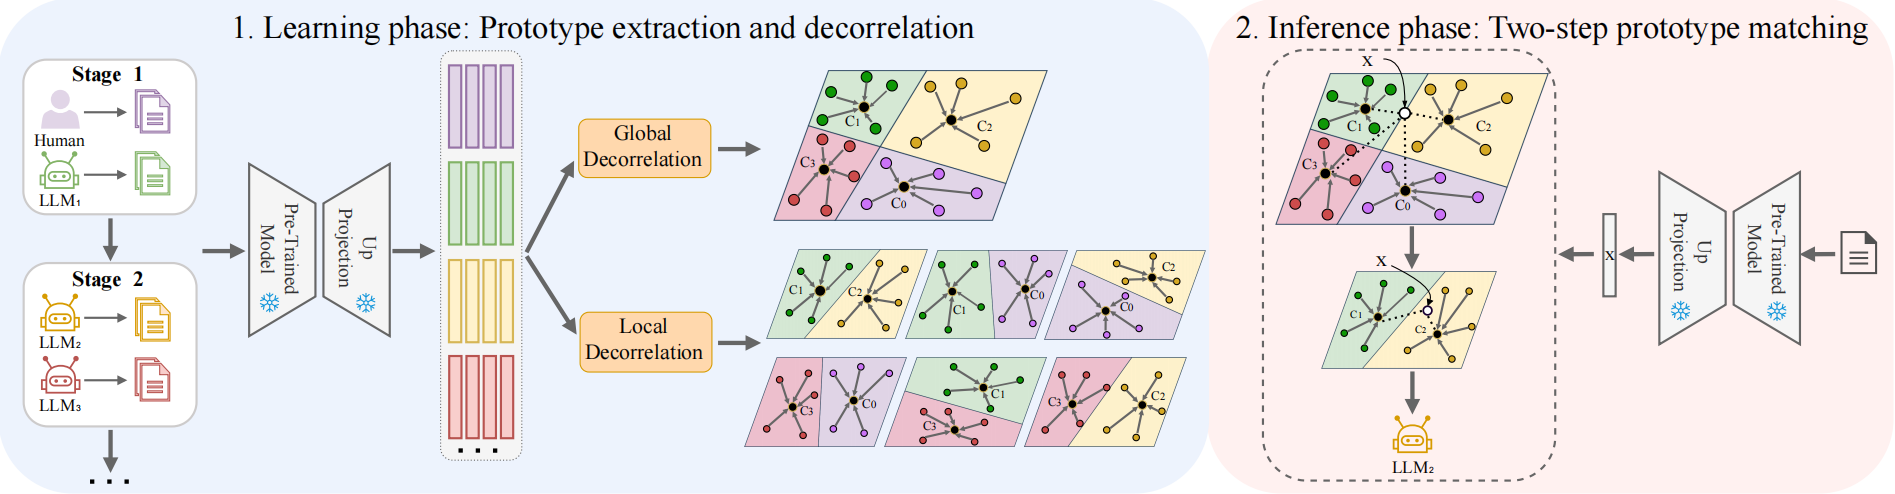 1. Learning phase: Prototype extraction and decorrelation
Stage 1
Human
LLM₁
Stage 2
LLM₂
LLM₃
. . .
Pre-Trained
Model
Up
Projection
. . .
Global
Decorrelation
Local
Decorrelation
C₁
C₂
C₃
C₀
C₁
C₂
C₁
C₀
C₂
C₀
C₃
C₀
C₁
C₃
C₃
C₂
2. Inference phase: Two-step prototype matching
X
C₁
C₂
C₃
C₀
X
C₁
C₂
LLM₂
X
Up
Projection
Pre-Trained
Model